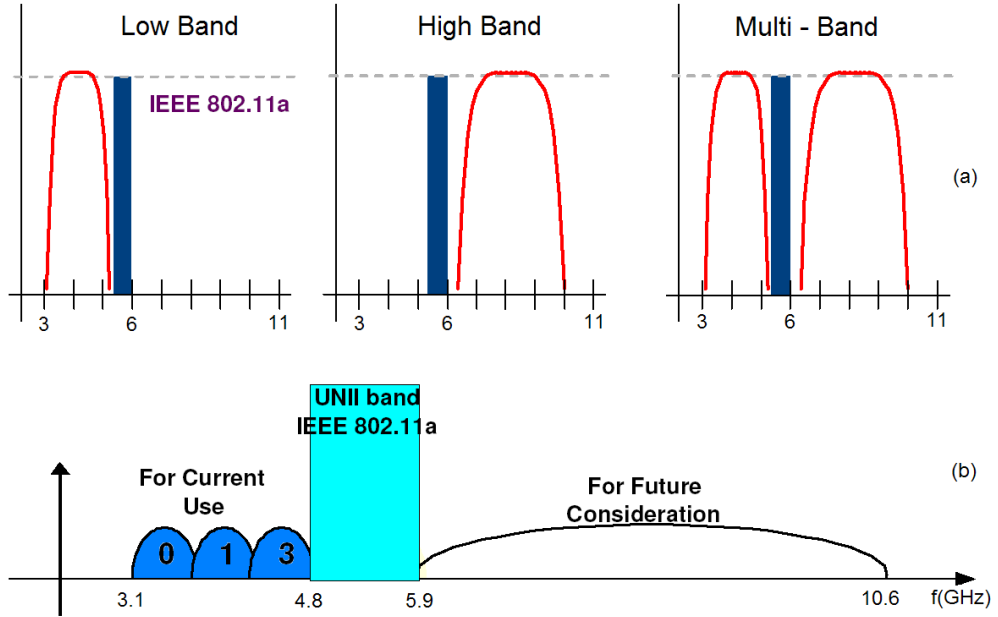 Low Band
High Band
Multi - Band
IEEE 802.11a
(a)
3 6 11
3 6 11
3 6 11
UNII band
IEEE 802.11a
For Current
Use
(b)
For Future
Consideration
0 1 3
3.1 4.8 5.9 10.6 f(GHz)